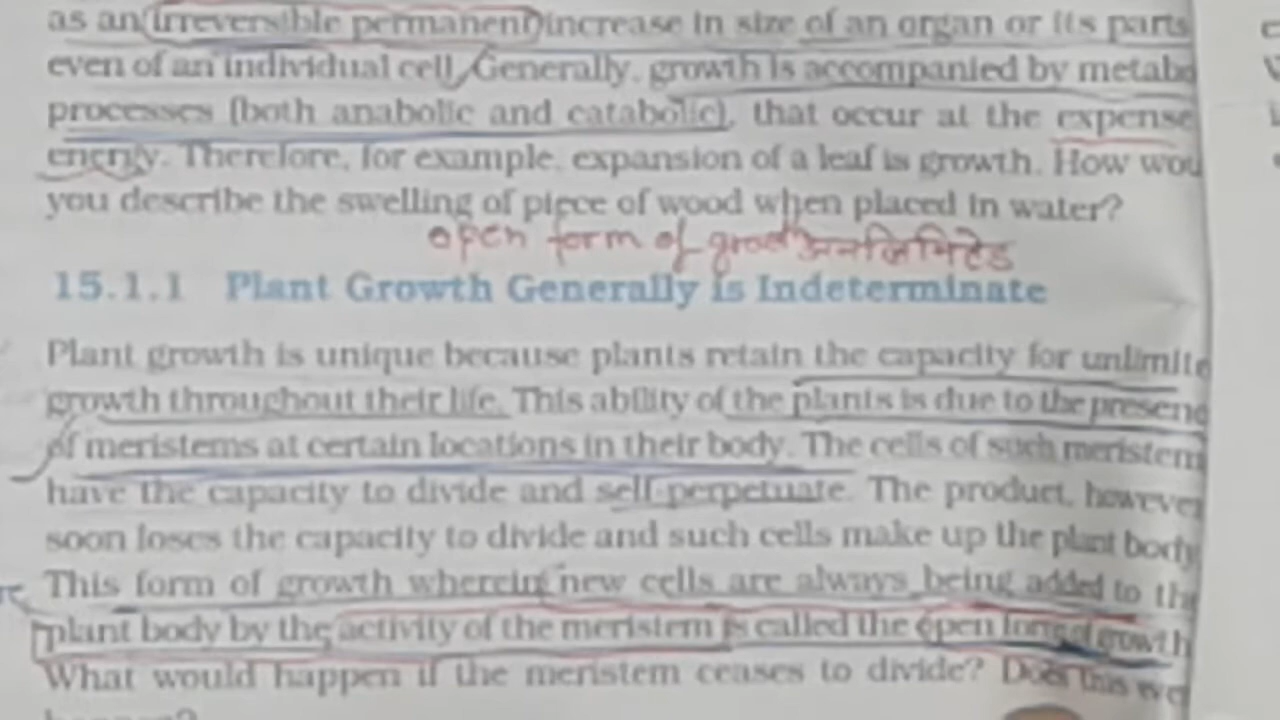 as an irreversible permanent increase in size of an organ or its parts
even of an individual cell. Generally, growth is accompanied by metabo
processes (both anabolic and catabolic), that occur at the expense
energy. Therefore, for example, expansion of a leaf is growth. How wou
you describe the swelling of piece of wood when placed in water?
open form of growth अनलिमिटेड
15.1.1 Plant Growth Generally is Indeterminate
Plant growth is unique because plants retain the capacity for unlimite
growth throughout their life. This ability of the plants is due to the presenc
of meristems at certain locations in their body. The cells of such meristem
have the capacity to divide and self-perpetuate. The product, however
soon loses the capacity to divide and such cells make up the plant body
This form of growth wherein new cells are always being added to the
plant body by the activity of the meristem is called the open form of growth
What would happen if the meristem ceases to divide? Does this eve